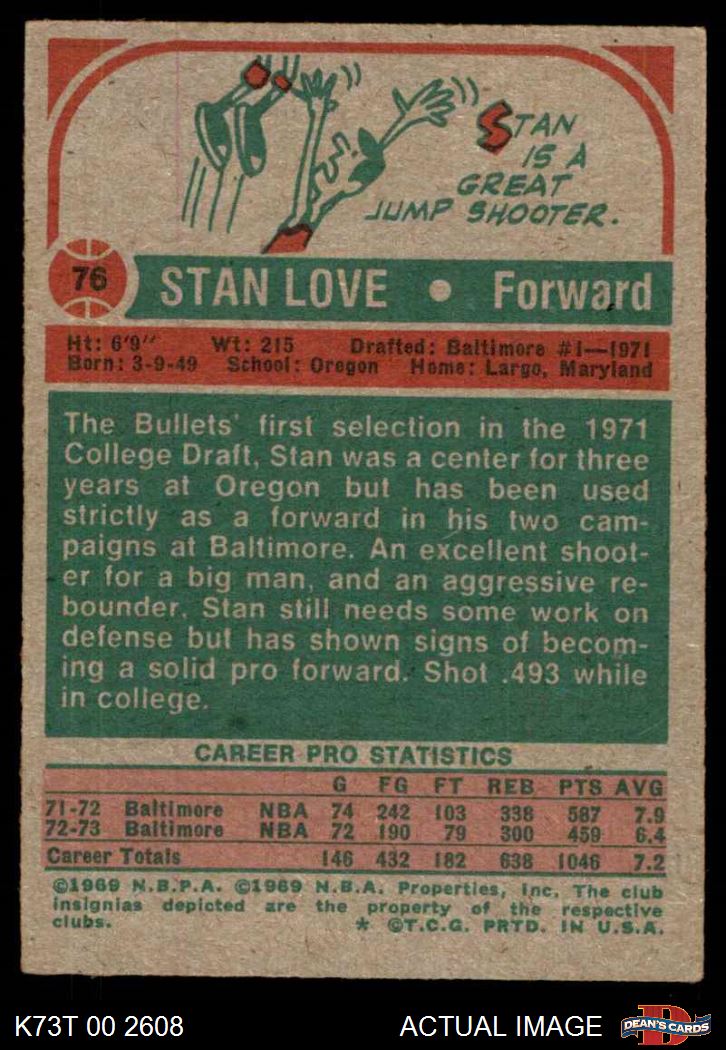 STAN
IS A
GREAT
JUMP SHOOTER.
76 STAN LOVE • Forward
Ht: 6'9" Wt: 215 Drafted: Baltimore #1—1971
Born: 3-9-49 School: Oregon Home: Largo, Maryland
The Bullets' first selection in the 1971
College Draft, Stan was a center for three
years at Oregon but has been used
strictly as a forward in his two cam-
paigns at Baltimore. An excellent shoot-
er for a big man, and an aggressive re-
bounder, Stan still needs some work on
defense but has shown signs of becom-
ing a solid pro forward. Shot .493 while
in college.
CAREER PRO STATISTICS
G FG FT REB PTS AVG
71-72 Baltimore NBA 74 242 103 338 587 7.9
72-73 Baltimore NBA 72 190 79 300 459 6.4
Career Totals 146 432 182 638 1046 7.2
©1969 N.B.P.A. ©1969 N.B.A. Properties, Inc. The club
insignias depicted are the property of the respective
clubs. * ©T.C.G. PRTD. IN U.S.A.
K73T 00 2608 ACTUAL IMAGE D DEAN'S CARDS